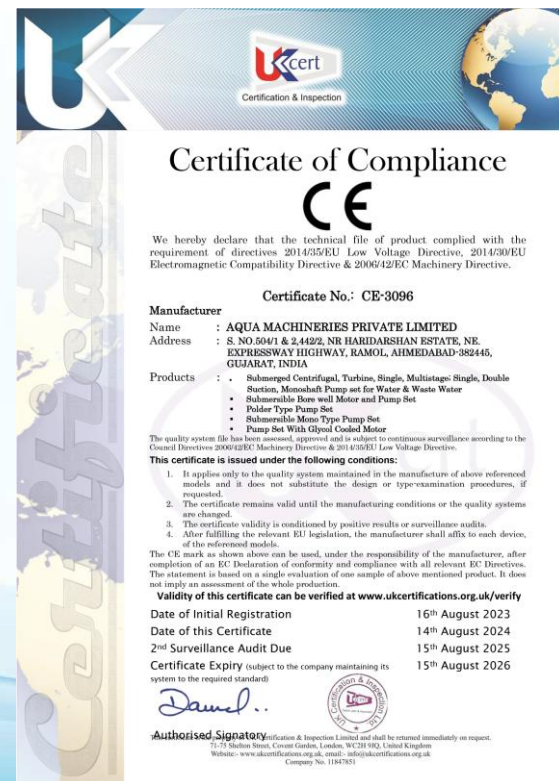 UKcert
Certification & Inspection
Certificate
Certificate of Compliance
CE
We hereby declare that the technical file of product complied with the
requirement of directives 2014/35/EU Low Voltage Directive, 2014/30/EU
Electromagnetic Compatibility Directive & 2006/42/EC Machinery Directive.
Certificate No.: CE-3096
Manufacturer
Name : AQUA MACHINERIES PRIVATE LIMITED
Address : S. NO.504/1 & 2,442/2, NR HARIDARSHAN ESTATE, NE.
EXPRESSWAY HIGHWAY, RAMOL, AHMEDABAD-382445,
GUJARAT, INDIA
Products : • Submerged Centrifugal, Turbine, Single, Multistage; Single, Double
Suction, Monoshaft Pump set for Water & Waste Water
• Submersible Bore well Motor and Pump Set
• Polder Type Pump Set
• Submersible Mono Type Pump Set
• Pump Set With Glycol Cooled Motor
The quality system file has been assessed, approved and is subject to continuous surveillance according to the
Council Directives 2006/42/EC Machinery Directive & 2014/35/EU Low Voltage Directive.
This certificate is issued under the following conditions:
1. It applies only to the quality system maintained in the manufacture of above referenced
models and it does not substitute the design or type-examination procedures, if
requested.
2. The certificate remains valid until the manufacturing conditions or the quality systems
are changed.
3. The certificate validity is conditioned by positive results or surveillance audits.
4. After fulfilling the relevant EU legislation, the manufacturer shall affix to each device,
of the referenced models.
The CE mark as shown above can be used, under the responsibility of the manufacturer, after
completion of an EC Declaration of conformity and compliance with all relevant EC Directives.
The statement is based on a single evaluation of one sample of above mentioned product. It does
not imply an assessment of the whole production.
Validity of this certificate can be verified at www.ukcertifications.org.uk/verify
Date of Initial Registration 16th August 2023
Date of this Certificate 14th August 2024
2nd Surveillance Audit Due 15th August 2025
Certificate Expiry (subject to the company maintaining its 15th August 2026
system to the required standard)
Authorised Signatory
Certification & Inspection Limited and shall be returned immediately on request.
71-75 Shelton Street, Covent Garden, London, WC2H 9JQ, United Kingdom
Website:- www.ukcertifications.org.uk, email:- info@ukcertifications.org.uk
Company No. 11847851